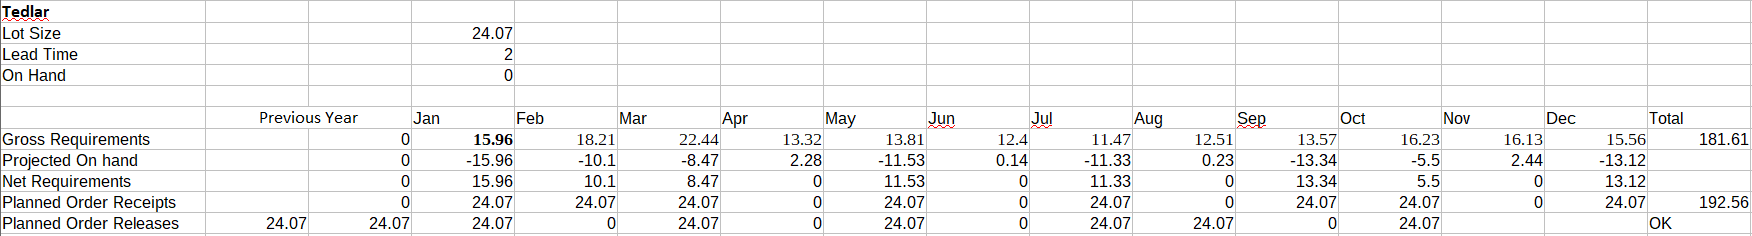 Tedlar
Lot Size 24.07
Lead Time 2
On Hand 0
Previous Year Jan Feb Mar Apr May Jun Jul Aug Sep Oct Nov Dec Total
Gross Requirements 0 15.96 18.21 22.44 13.32 13.81 12.4 11.47 12.51 13.57 16.23 16.13 15.56 181.61
Projected On hand 0 -15.96 -10.1 -8.47 2.28 -11.53 0.14 -11.33 0.23 -13.34 -5.5 2.44 -13.12
Net Requirements 0 15.96 10.1 8.47 0 11.53 0 11.33 0 13.34 5.5 0 13.12
Planned Order Receipts 0 24.07 24.07 24.07 0 24.07 0 24.07 0 24.07 24.07 0 24.07 192.56
Planned Order Releases 24.07 24.07 24.07 0 24.07 0 24.07 0 24.07 24.07 0 24.07 OK